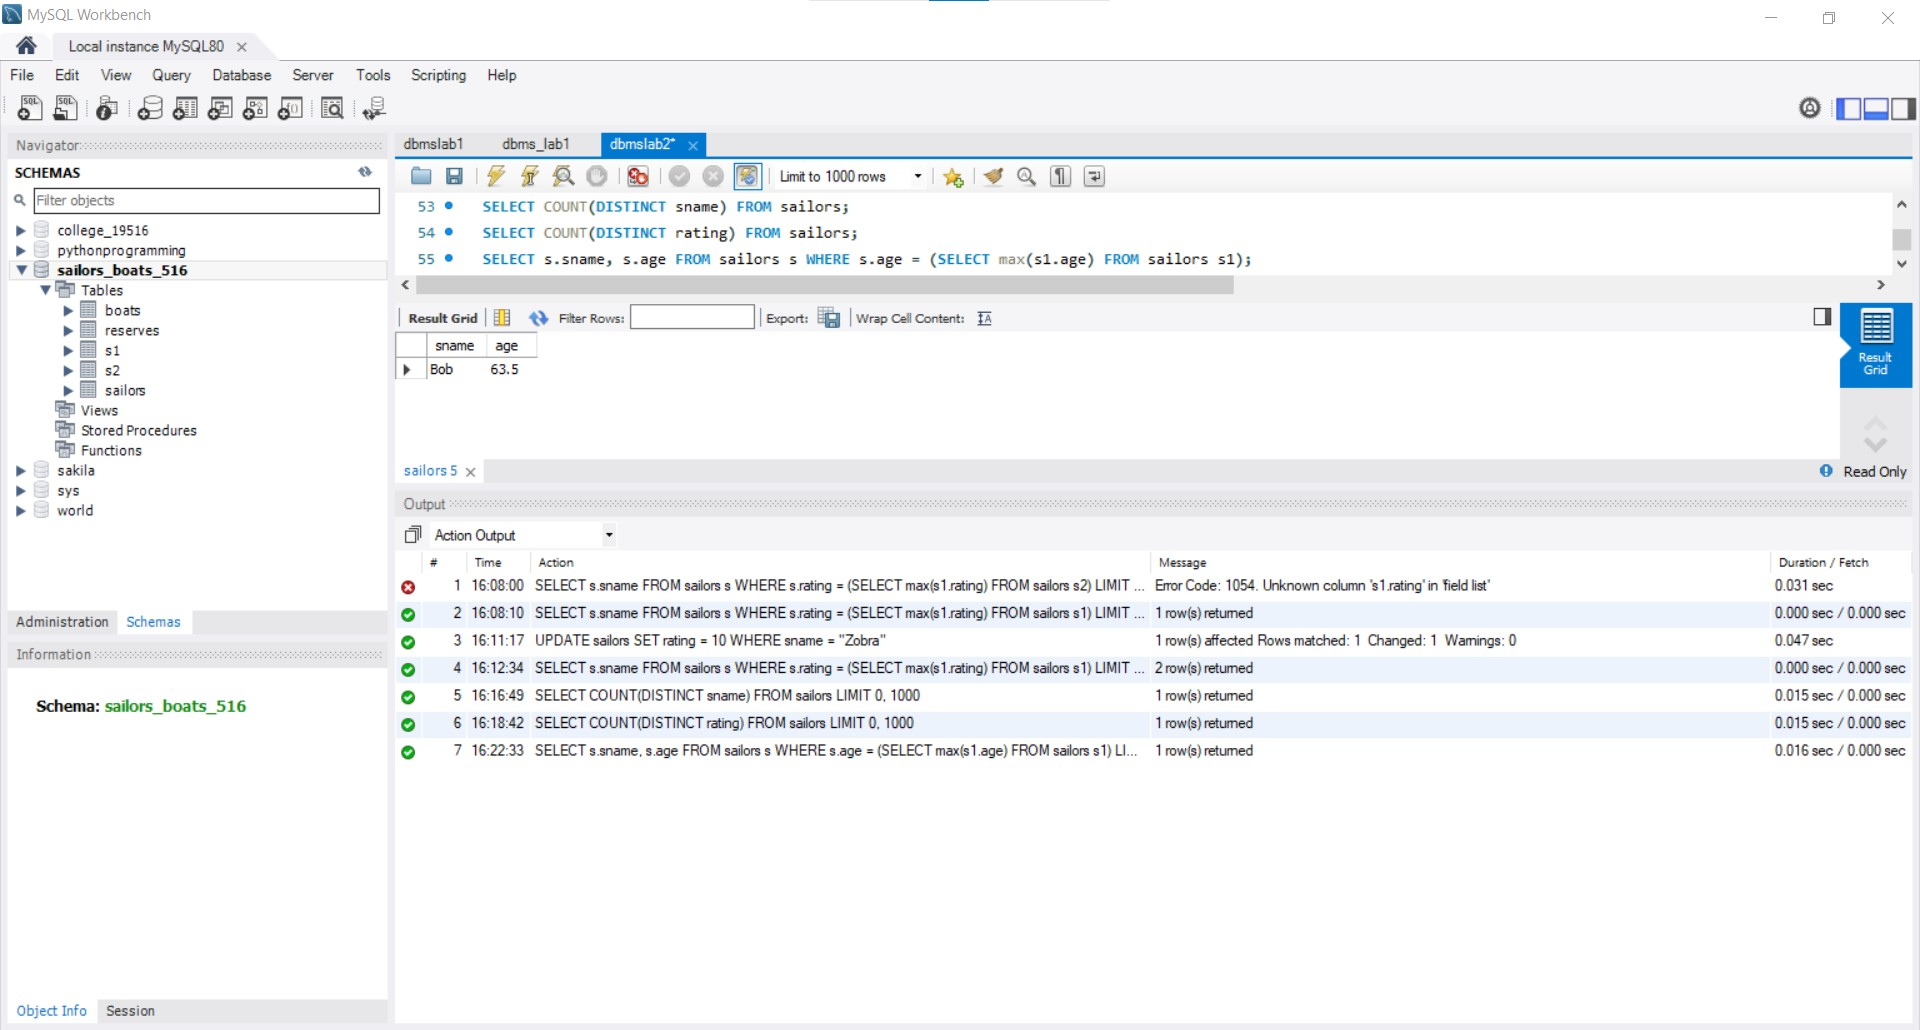 MySQL Workbench
Local instance MySQL80
File Edit View Query Database Server Tools Scripting Help
Navigator
SCHEMAS
Filter objects
college_19516
pythonprogramming
sailors_boats_516
Tables
boats
reserves
s1
s2
sailors
Views
Stored Procedures
Functions
sakila
sys
world
Administration Schemas
Information
Schema: sailors_boats_516
Object Info Session
dbmslab1 dbms_lab1 dbmslab2*
Limit to 1000 rows
53 SELECT COUNT(DISTINCT sname) FROM sailors;
54 SELECT COUNT(DISTINCT rating) FROM sailors;
55 SELECT s.sname, s.age FROM sailors s WHERE s.age = (SELECT max(s1.age) FROM sailors s1);
Result Grid Filter Rows: Export: Wrap Cell Content:
sname age
Bob 63.5
Result
Grid
sailors 5
Read Only
Output
Action Output
# Time Action Message Duration / Fetch
1 16:08:00 SELECT s.sname FROM sailors s WHERE s.rating = (SELECT max(s1.rating) FROM sailors s2) LIMIT ... Error Code: 1054. Unknown column 's1.rating' in 'field list' 0.031 sec
2 16:08:10 SELECT s.sname FROM sailors s WHERE s.rating = (SELECT max(s1.rating) FROM sailors s1) LIMIT ... 1 row(s) returned 0.000 sec / 0.000 sec
3 16:11:17 UPDATE sailors SET rating = 10 WHERE sname = "Zobra" 1 row(s) affected Rows matched: 1 Changed: 1 Warnings: 0 0.047 sec
4 16:12:34 SELECT s.sname FROM sailors s WHERE s.rating = (SELECT max(s1.rating) FROM sailors s1) LIMIT ... 2 row(s) returned 0.000 sec / 0.000 sec
5 16:16:49 SELECT COUNT(DISTINCT sname) FROM sailors LIMIT 0, 1000 1 row(s) returned 0.015 sec / 0.000 sec
6 16:18:42 SELECT COUNT(DISTINCT rating) FROM sailors LIMIT 0, 1000 1 row(s) returned 0.015 sec / 0.000 sec
7 16:22:33 SELECT s.sname, s.age FROM sailors s WHERE s.age = (SELECT max(s1.age) FROM sailors s1) LI... 1 row(s) returned 0.016 sec / 0.000 sec